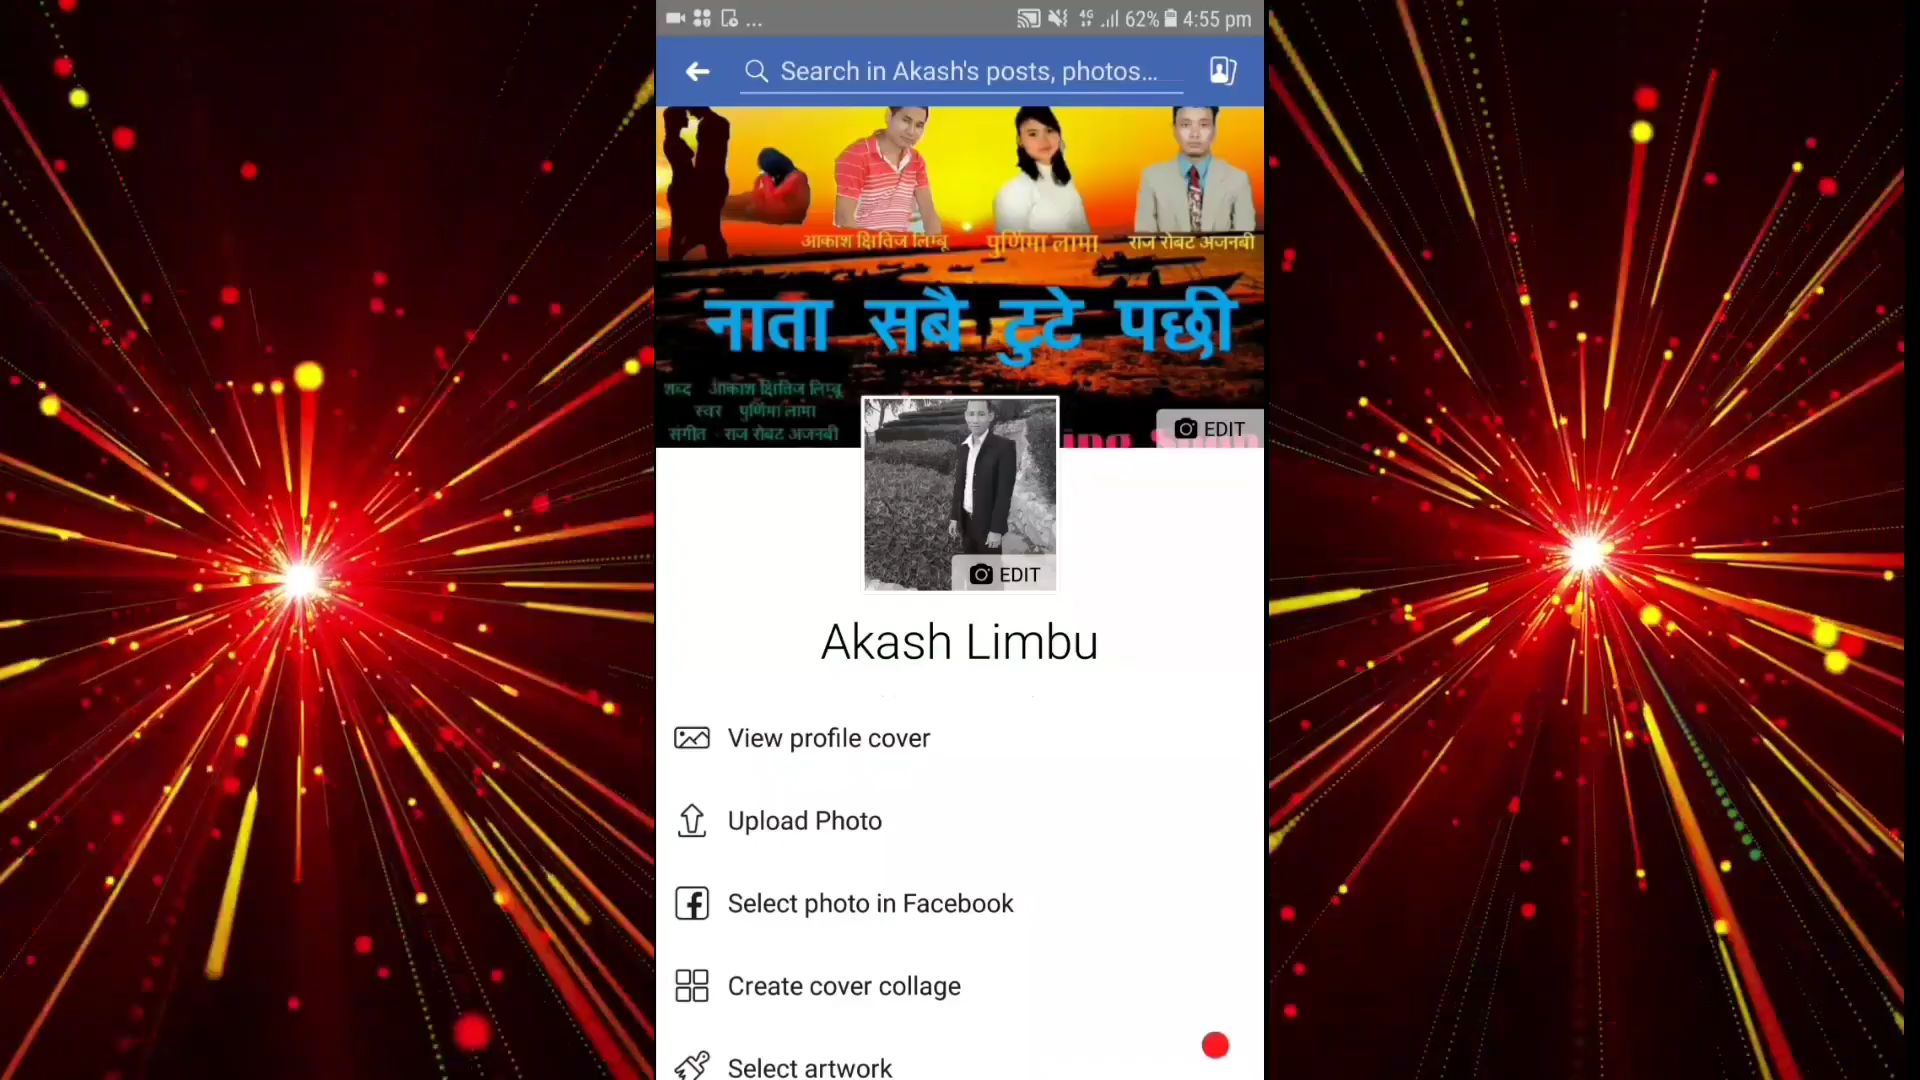 62% 4:55 pm
Search in Akash's posts, photos...
आकाश क्षितिज लिम्बू पुर्णिमा लामा राज रोबट अजनबी
नाता सबै टुटे पछी
शब्द आकाश क्षितिज लिम्बू
स्वर पुर्णिमा लामा
संगीत राज रोबट अजनबी
EDIT
EDIT
Akash Limbu
View profile cover
Upload Photo
Select photo in Facebook
Create cover collage
Select artwork